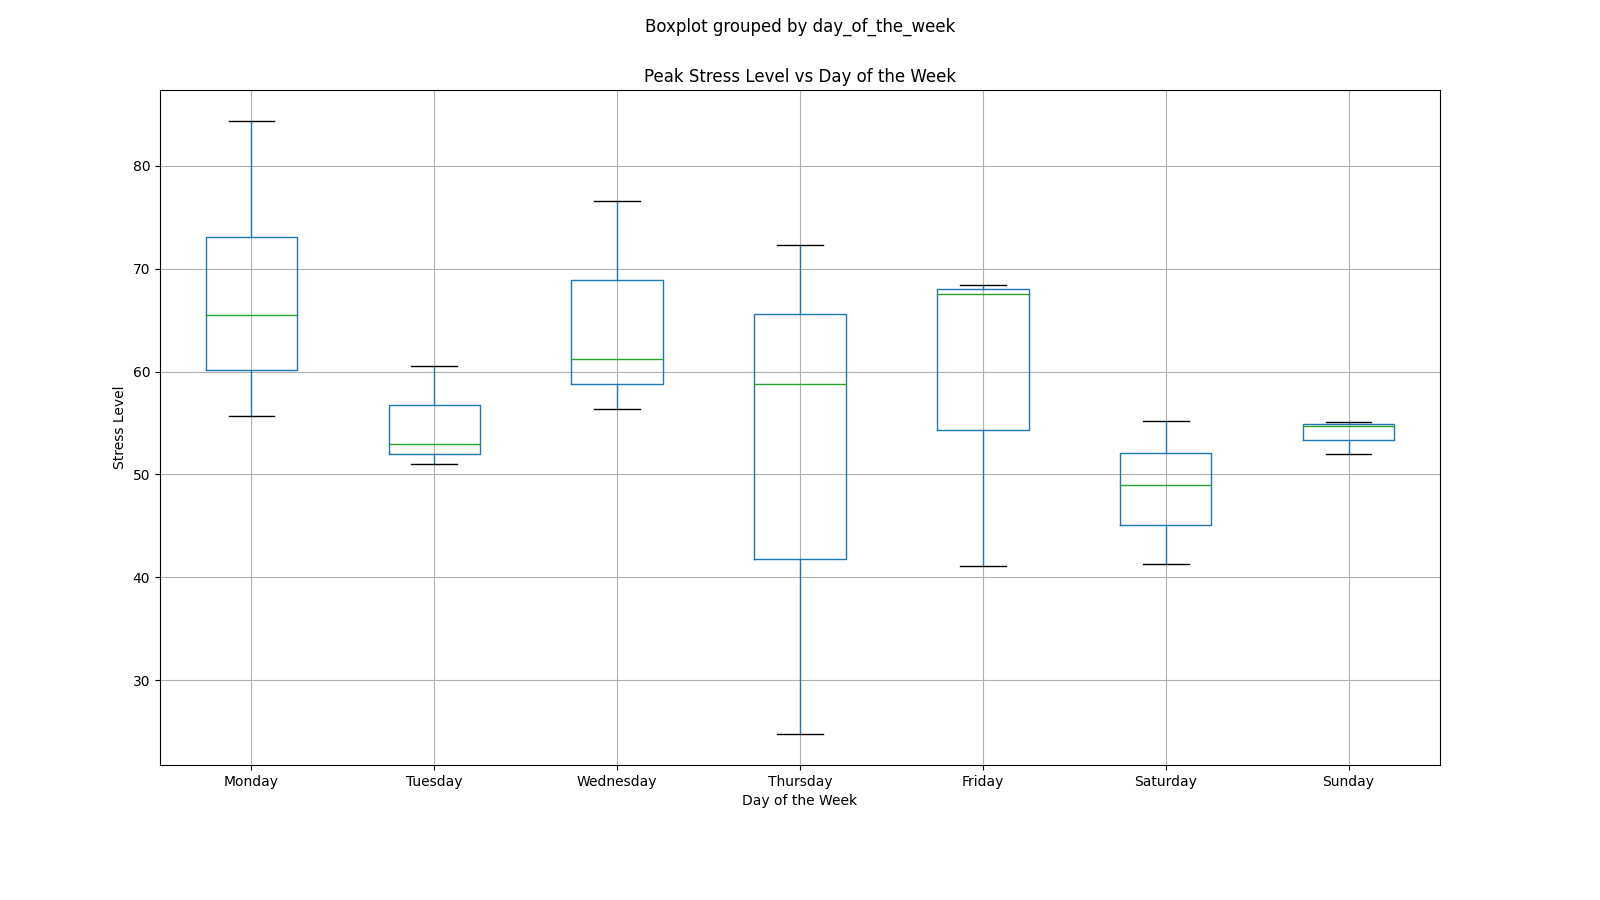 Boxplot grouped by day_of_the_week
Peak Stress Level vs Day of the Week
80
70
60
50
40
30
Stress Level
Monday Tuesday Wednesday Thursday Friday Saturday Sunday
Day of the Week